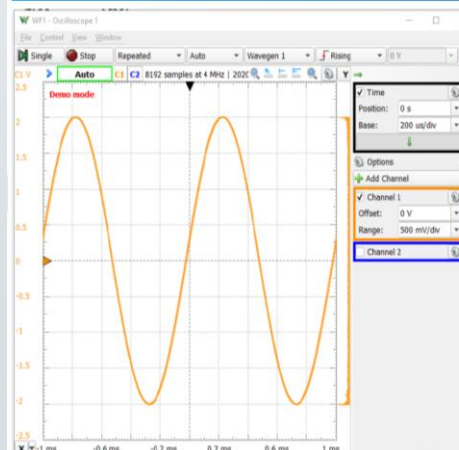 WF1 - Oscilloscope 1
File Control View Window
Single Stop Repeated Auto Wavegen 1 Rising 0 V
C1 V Auto C1 C2 8192 samples at 4 MHz | 202 Y
Demo mode
2.5
2
1.5
1
0.5
0
-0.5
-1
-1.5
-2
-2.5
X -1 ms -0.6 ms -0.2 ms 0.2 ms 0.6 ms 1 ms
Time
Position: 0 s
Base: 200 us/div
Options
Add Channel
Channel 1
Offset: 0 V
Range: 500 mV/div
Channel 2